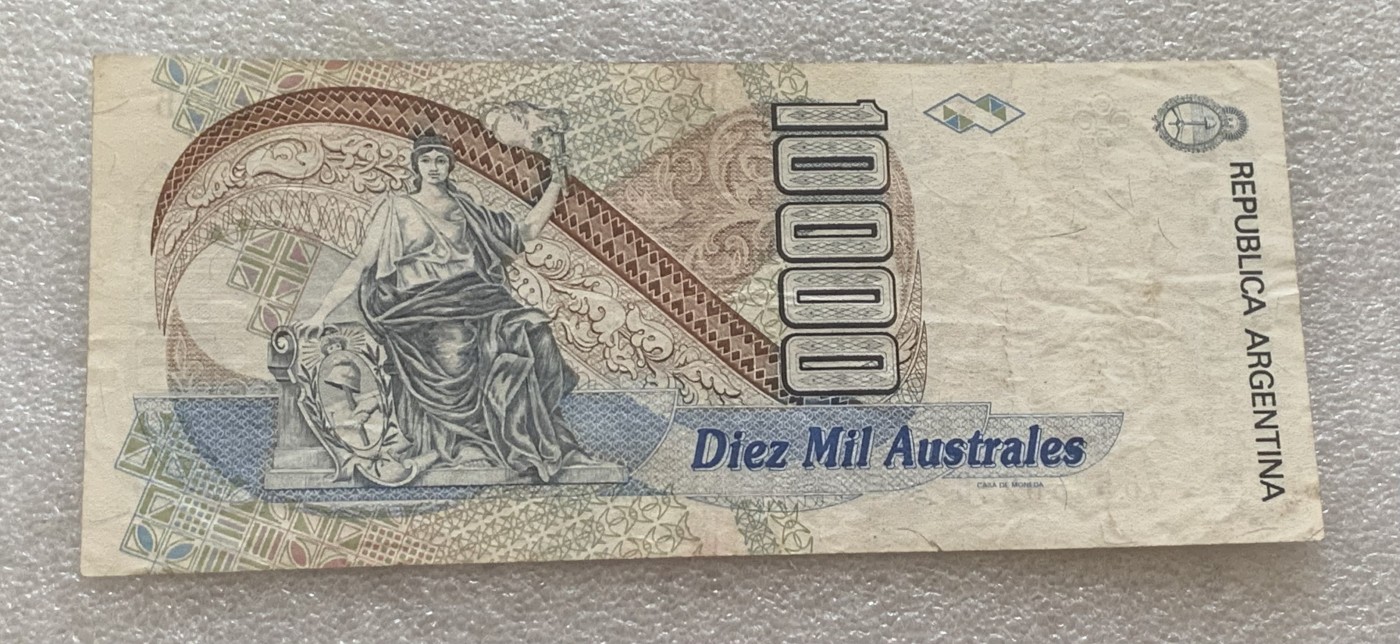 10000
REPUBLICA ARGENTINA
Diez Mil Australes
CASA DE MONEDA